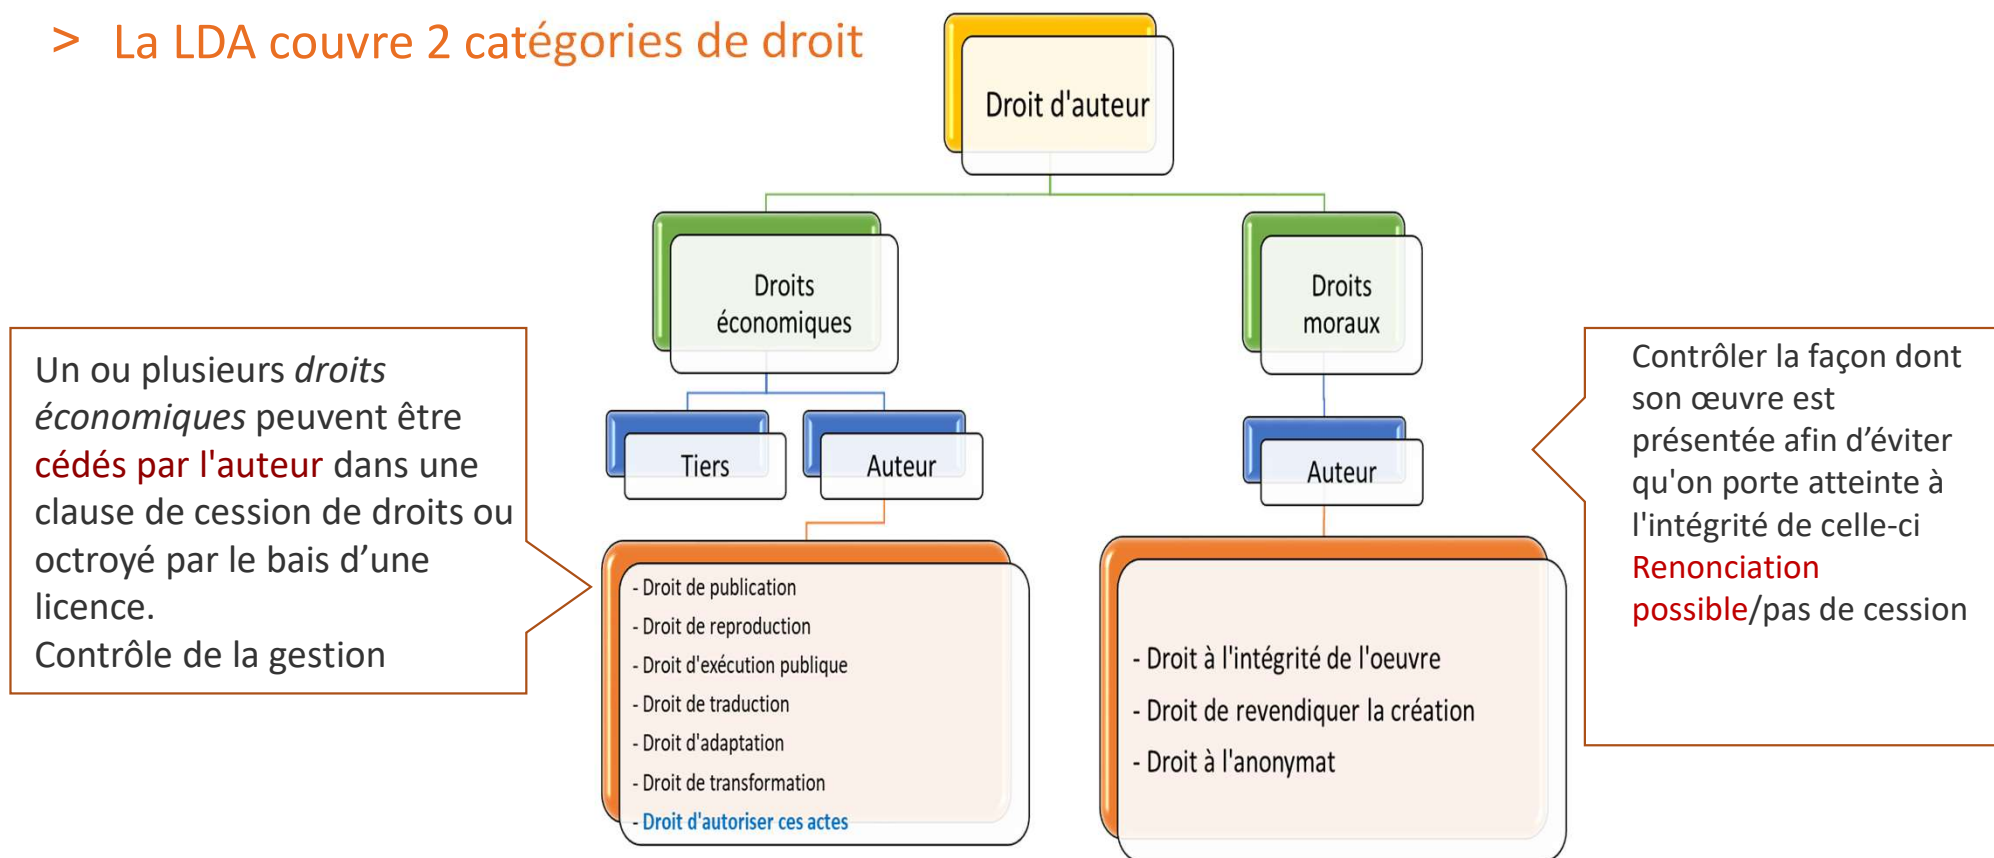 > La LDA couvre 2 catégories de droit
Droit d'auteur
Droits
économiques
Droits
moraux
Tiers
Auteur
Auteur
Un ou plusieurs droits
économiques peuvent être
cédés par l'auteur dans une
clause de cession de droits ou
octroyé par le bais d’une
licence.
Contrôle de la gestion
- Droit de publication
- Droit de reproduction
- Droit d'exécution publique
- Droit de traduction
- Droit d'adaptation
- Droit de transformation
- Droit d'autoriser ces actes
- Droit à l'intégrité de l'oeuvre
- Droit de revendiquer la création
- Droit à l'anonymat
Contrôler la façon dont
son œuvre est
présentée afin d’éviter
qu'on porte atteinte à
l'intégrité de celle-ci
Renonciation
possible/pas de cession